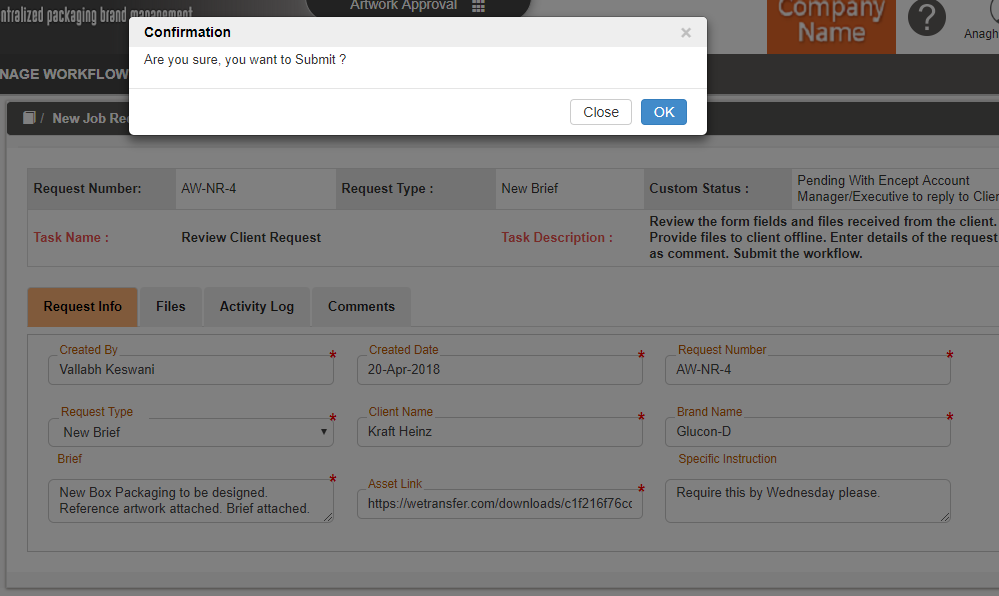 ntralized packaging brand management
Artwork Approval
Company
Name
?
Anagh
NAGE WORKFLOW
Confirmation
×
Are you sure, you want to Submit ?
Close
OK
/ New Job Re
Request Number:
AW-NR-4
Request Type :
New Brief
Custom Status :
Pending With Encept Account
Manager/Executive to reply to Clien
Task Name :
Review Client Request
Task Description :
Review the form fields and files received from the client.
Provide files to client offline. Enter details of the request
as comment. Submit the workflow.
Request Info
Files
Activity Log
Comments
Created By
*
Vallabh Keswani
Created Date
*
20-Apr-2018
Request Number
*
AW-NR-4
Request Type
*
New Brief
Client Name
*
Kraft Heinz
Brand Name
*
Glucon-D
Brief
*
New Box Packaging to be designed.
Reference artwork attached. Brief attached.
Asset Link
*
https://wetransfer.com/downloads/c1f216f76cc
Specific Instruction
Require this by Wednesday please.